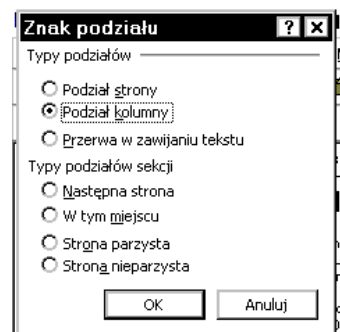 Znak podziału
Typy podziałów
Podział strony
Podział kolumny
Przerwa w zawijaniu tekstu
Typy podziałów sekcji
Następna strona
W tym miejscu
Strona parzysta
Strona nieparzysta
OK Anuluj